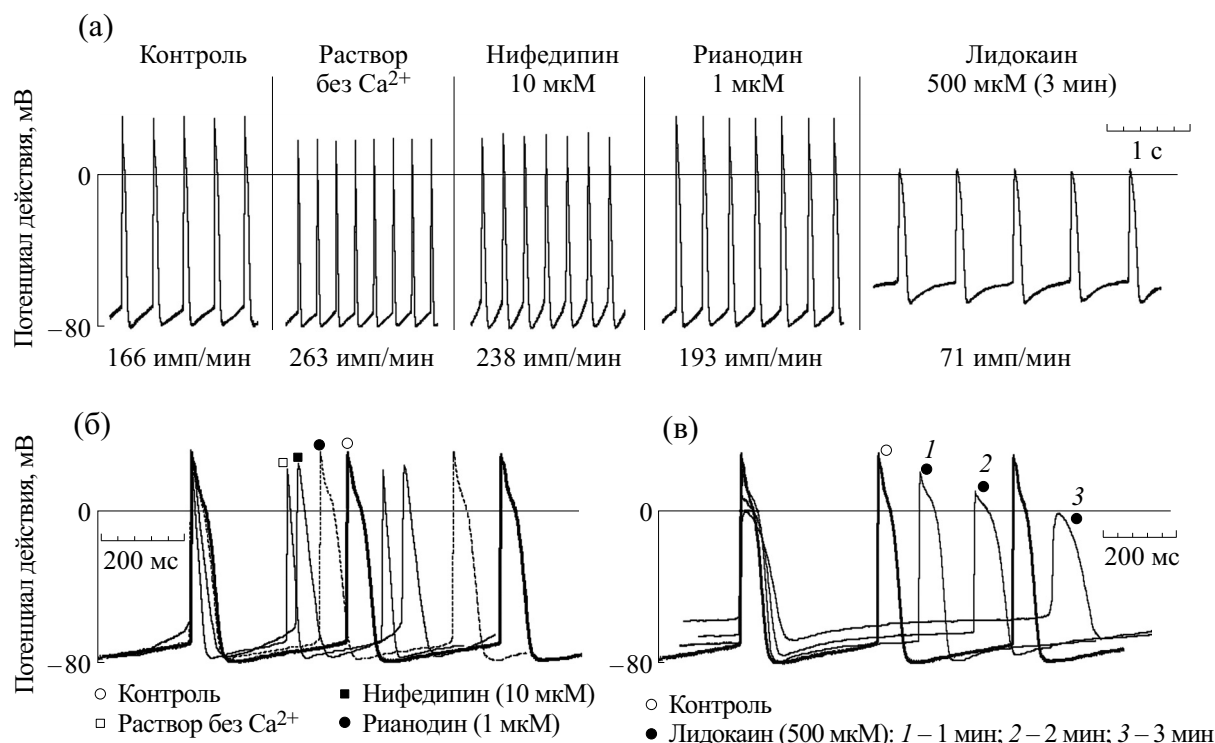 (а)
Контроль
Раствор
без Ca²⁺
Нифедипин
10 мкМ
Рианодин
1 мкМ
Лидокаин
500 мкМ (3 мин)
Потенциал действия, мВ
0
1 с
–80
166 имп/мин
263 имп/мин
238 имп/мин
193 имп/мин
71 имп/мин
(б)
Потенциал действия, мВ
0
200 мс
–80
○ Контроль
□ Раствор без Ca²⁺
■ Нифедипин (10 мкМ)
● Рианодин (1 мкМ)
(в)
1
2
3
0
200 мс
–80
○ Контроль
● Лидокаин (500 мкМ): 1 – 1 мин; 2 – 2 мин; 3 – 3 мин